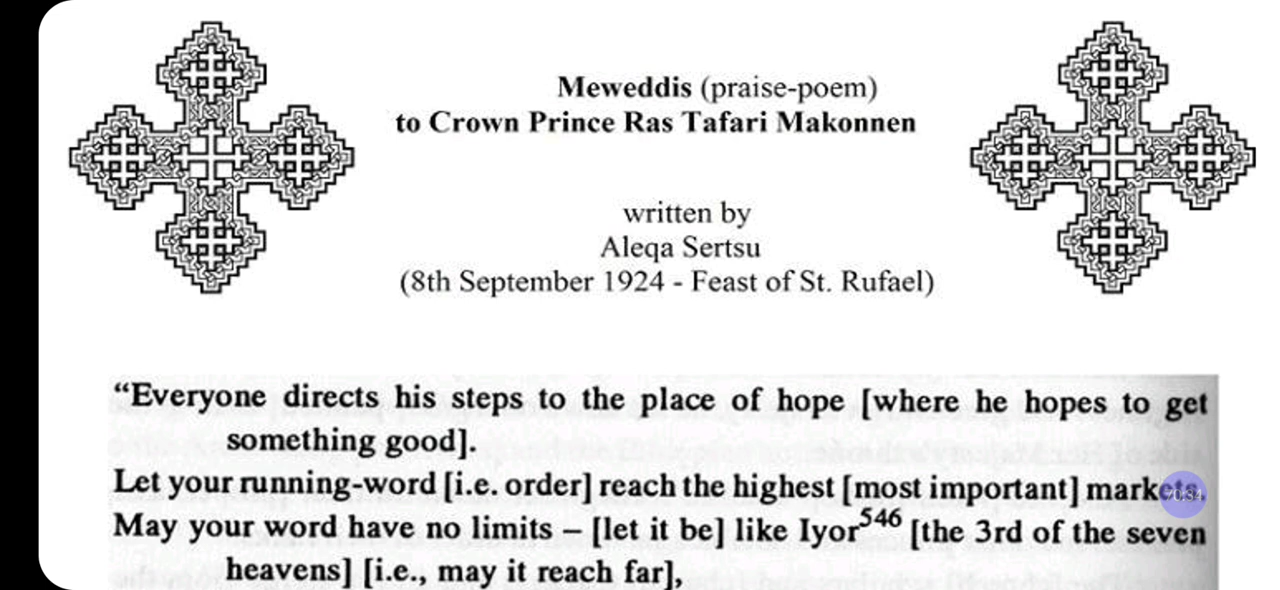 Meweddis (praise-poem)
to Crown Prince Ras Tafari Makonnen
written by
Aleqa Sertsu
(8th September 1924 - Feast of St. Rufael)
“Everyone directs his steps to the place of hope [where he hopes to get
something good].
Let your running-word [i.e. order] reach the highest [most important] markets.
May your word have no limits – [let it be] like Iyor546 [the 3rd of the seven
heavens] [i.e., may it reach far],